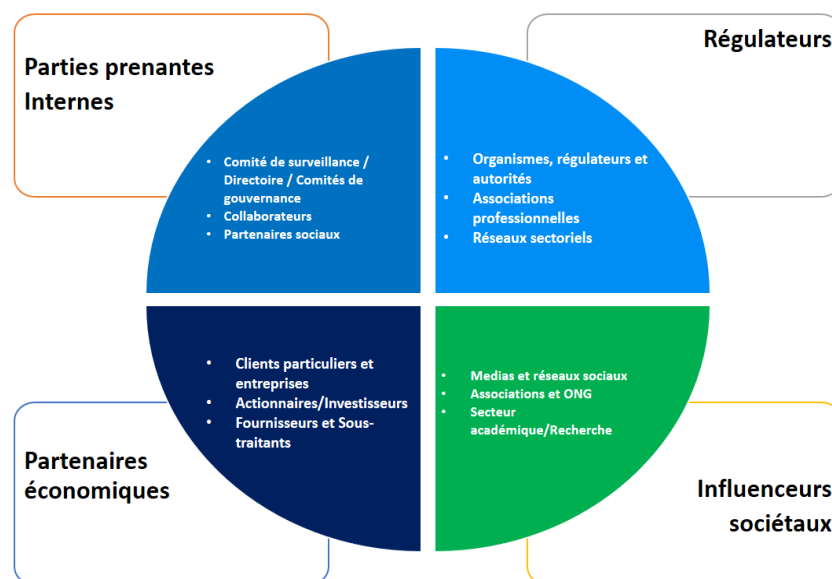 Parties prenantes
Internes
• Comité de surveillance /
Directoire / Comités de
gouvernance
• Collaborateurs
• Partenaires sociaux
Régulateurs
• Organismes, régulateurs et
autorités
• Associations
professionnelles
• Réseaux sectoriels
Partenaires
économiques
• Clients particuliers et
entreprises
• Actionnaires/Investisseurs
• Fournisseurs et Sous-
traitants
• Medias et réseaux sociaux
• Associations et ONG
• Secteur
académique/Recherche
Influenceurs
sociétaux